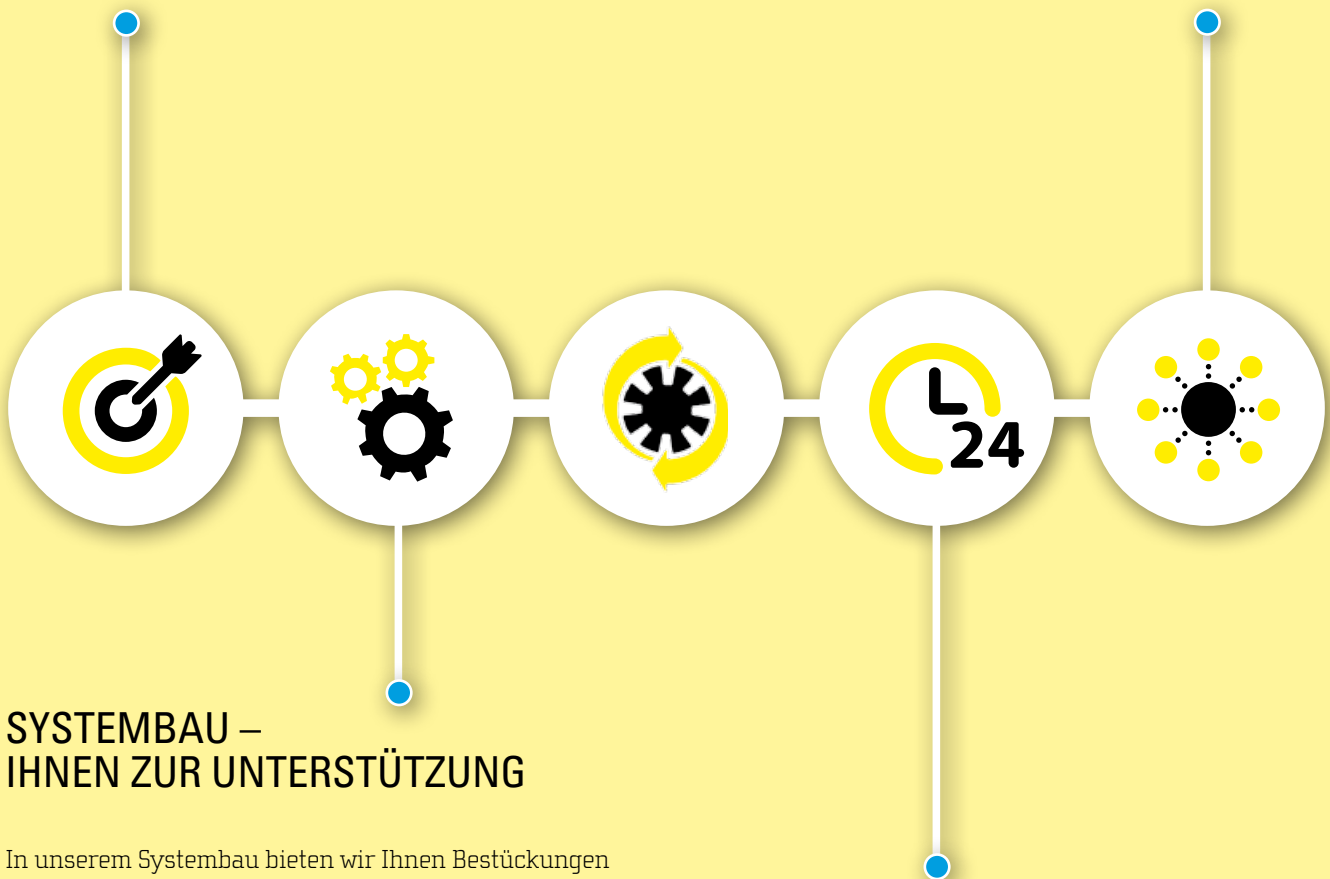 24
SYSTEMBAU –
IHNEN ZUR UNTERSTÜTZUNG
In unserem Systembau bieten wir Ihnen Bestückungen